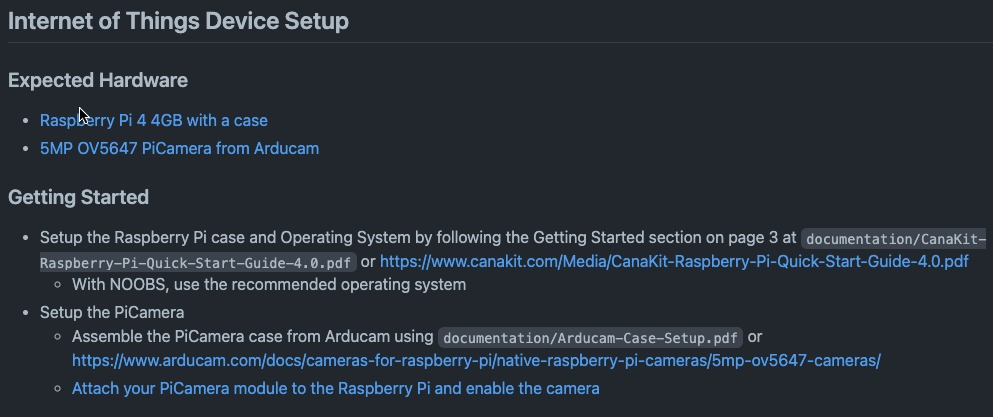 Internet of Things Device Setup
Expected Hardware
• Raspberry Pi 4 4GB with a case
• 5MP OV5647 PiCamera from Arducam
Getting Started
• Setup the Raspberry Pi case and Operating System by following the Getting Started section on page 3 at documentation/CanaKit-
Raspberry-Pi-Quick-Start-Guide-4.0.pdf or https://www.canakit.com/Media/CanaKit-Raspberry-Pi-Quick-Start-Guide-4.0.pdf
◦ With NOOBS, use the recommended operating system
• Setup the PiCamera
◦ Assemble the PiCamera case from Arducam using documentation/Arducam-Case-Setup.pdf or
https://www.arducam.com/docs/cameras-for-raspberry-pi/native-raspberry-pi-cameras/5mp-ov5647-cameras/
◦ Attach your PiCamera module to the Raspberry Pi and enable the camera